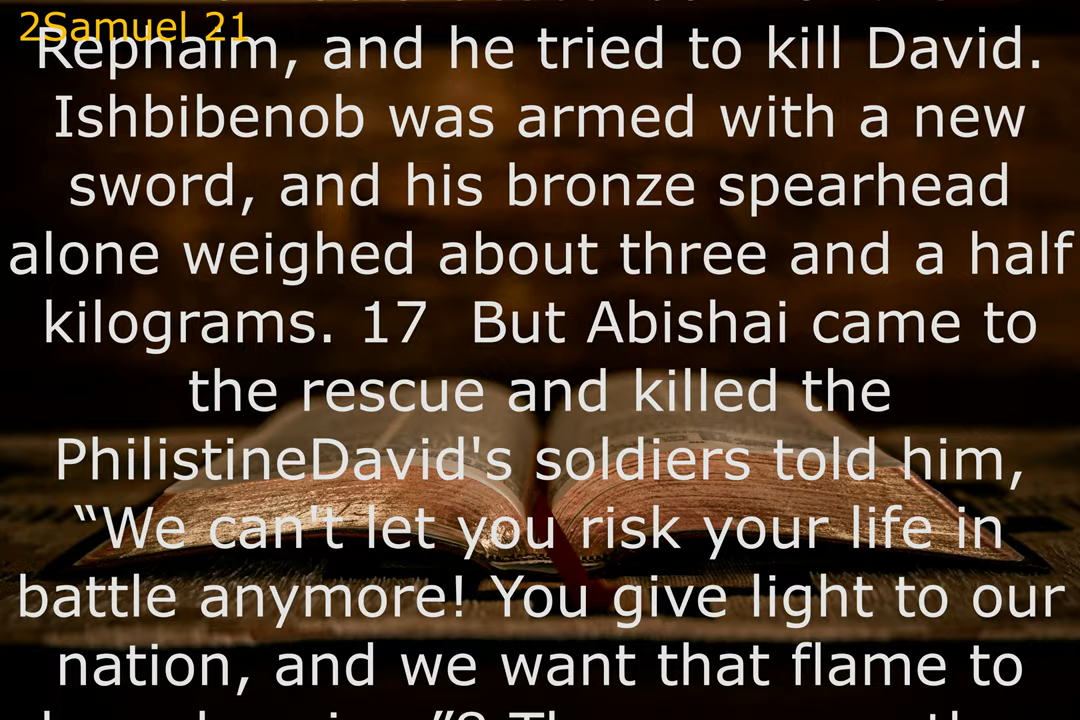 2Samuel 21
Rephaim, and he tried to kill David.
Ishbibenob was armed with a new
sword, and his bronze spearhead
alone weighed about three and a half
kilograms. 17 But Abishai came to
the rescue and killed the
PhilistineDavid's soldiers told him,
“We can't let you risk your life in
battle anymore! You give light to our
nation, and we want that flame to